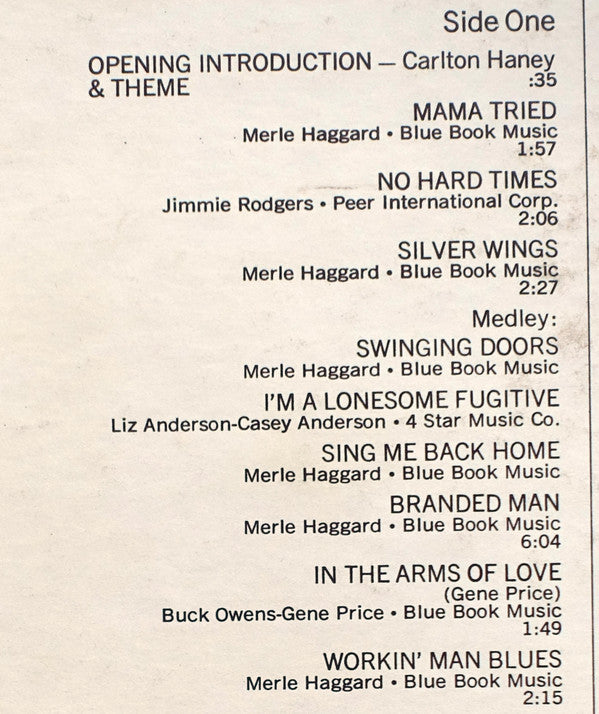 Side One
OPENING INTRODUCTION — Carlton Haney
& THEME :35
MAMA TRIED
Merle Haggard • Blue Book Music
1:57
NO HARD TIMES
Jimmie Rodgers • Peer International Corp.
2:06
SILVER WINGS
Merle Haggard • Blue Book Music
2:27
Medley:
SWINGING DOORS
Merle Haggard • Blue Book Music
I'M A LONESOME FUGITIVE
Liz Anderson-Casey Anderson • 4 Star Music Co.
SING ME BACK HOME
Merle Haggard • Blue Book Music
BRANDED MAN
Merle Haggard • Blue Book Music
6:04
IN THE ARMS OF LOVE
(Gene Price)
Buck Owens-Gene Price • Blue Book Music
1:49
WORKIN' MAN BLUES
Merle Haggard • Blue Book Music
2:15